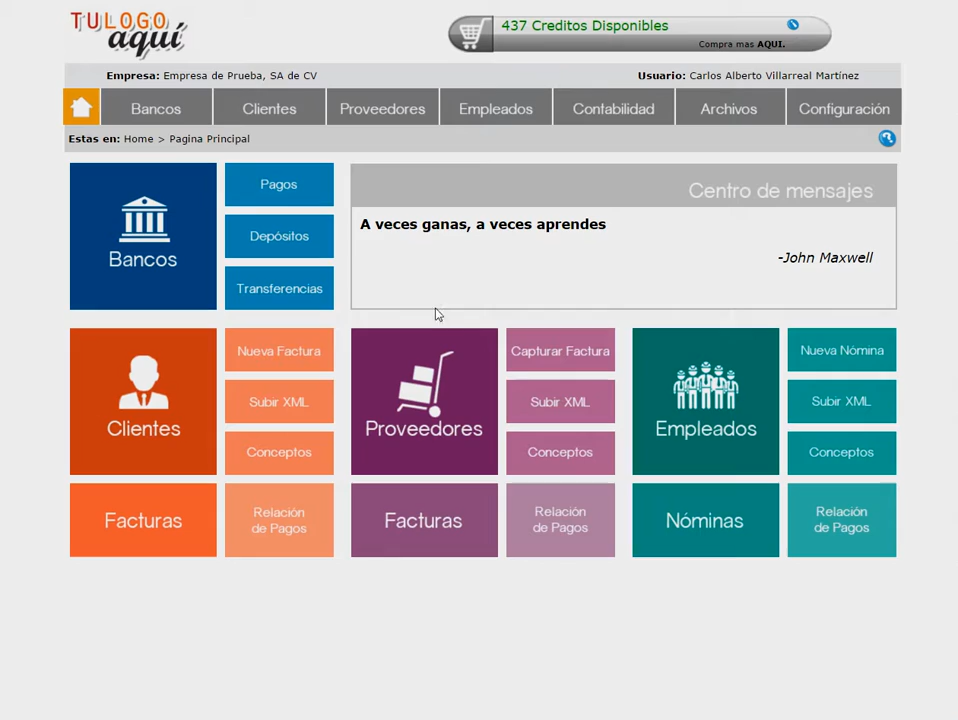 TULOGO
aquí
437 Creditos Disponibles
Compra mas AQUI.
Empresa: Empresa de Prueba, SA de CV
Usuario: Carlos Alberto Villarreal Martínez
Bancos
Clientes
Proveedores
Empleados
Contabilidad
Archivos
Configuración
Estas en: Home > Pagina Principal
Bancos
Pagos
Depósitos
Transferencias
Centro de mensajes
A veces ganas, a veces aprendes
-John Maxwell
Clientes
Nueva Factura
Subir XML
Conceptos
Facturas
Relación
de Pagos
Proveedores
Capturar Factura
Subir XML
Conceptos
Facturas
Relación
de Pagos
Empleados
Nueva Nómina
Subir XML
Conceptos
Nóminas
Relación
de Pagos